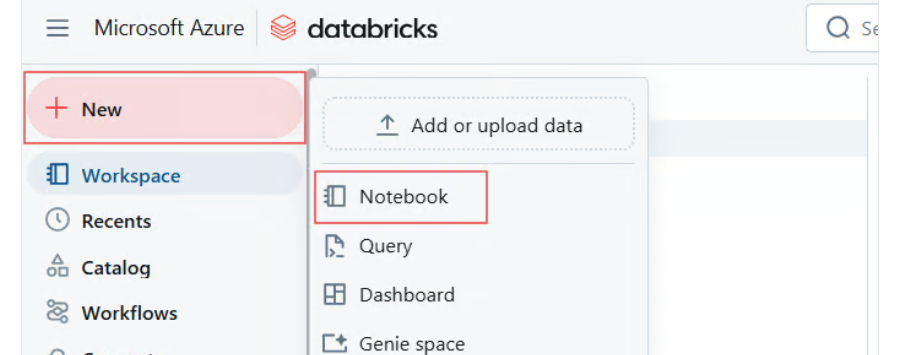 Microsoft Azure databricks
New
Add or upload data
Workspace
Notebook
Recents
Query
Catalog
Dashboard
Workflows
Genie space